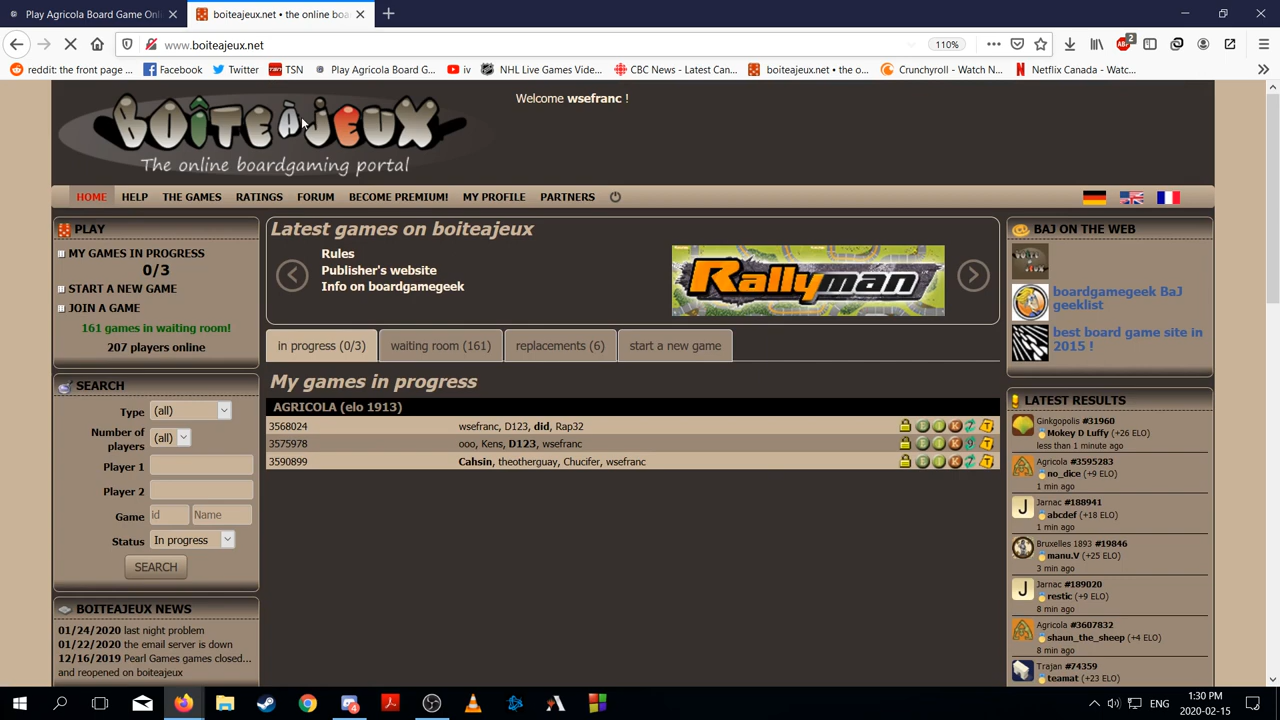 Play Agricola Board Game Onl
boiteajeux.net • the online boa
www.boiteajeux.net
110%
2
reddit: the front page ...
Facebook
Twitter
TSN
Play Agricola Board G...
iv
NHL Live Games Video...
CBC News - Latest Can...
boiteajeux.net • the o...
Crunchyroll - Watch N...
Netflix Canada - Watc...
BOÎTEÀJEUX
The online boardgaming portal
Welcome wsefranc !
HOME HELP THE GAMES RATINGS FORUM BECOME PREMIUM! MY PROFILE PARTNERS
PLAY
MY GAMES IN PROGRESS
0/3
START A NEW GAME
JOIN A GAME
161 games in waiting room!
207 players online
SEARCH
Type (all)
Number of players (all)
Player 1
Player 2
Game id Name
Status In progress
SEARCH
BOITEAJEUX NEWS
01/24/2020 last night problem
01/22/2020 the email server is down
12/16/2019 Pearl Games games closed...
and reopened on boiteajeux
Latest games on boiteajeux
Rules
Publisher's website
Info on boardgamegeek
Rallyman
in progress (0/3)
waiting room (161)
replacements (6)
start a new game
My games in progress
AGRICOLA (elo 1913)
3568024 wsefranc, D123, did, Rap32
3575978 ooo, Kens, D123, wsefranc
3590899 Cahsin, theotherguy, Chucifer, wsefranc
BAJ ON THE WEB
boardgamegeek BaJ
geeklist
best board game site in
2015 !
LATEST RESULTS
Ginkgopolis #31960
Mokey D Luffy (+26 ELO)
less than 1 minute ago
Agricola #3595283
no_dice (+9 ELO)
1 min ago
J
Jarnac #188941
abcdef (+18 ELO)
1 min ago
Bruxelles 1893 #19846
manu.V (+25 ELO)
3 min ago
J
Jarnac #189020
restic (+9 ELO)
8 min ago
Agricola #3607832
shaun_the_sheep (+4 ELO)
8 min ago
Trajan #74359
teamat (+23 ELO)
ENG
1:30 PM
2020-02-15